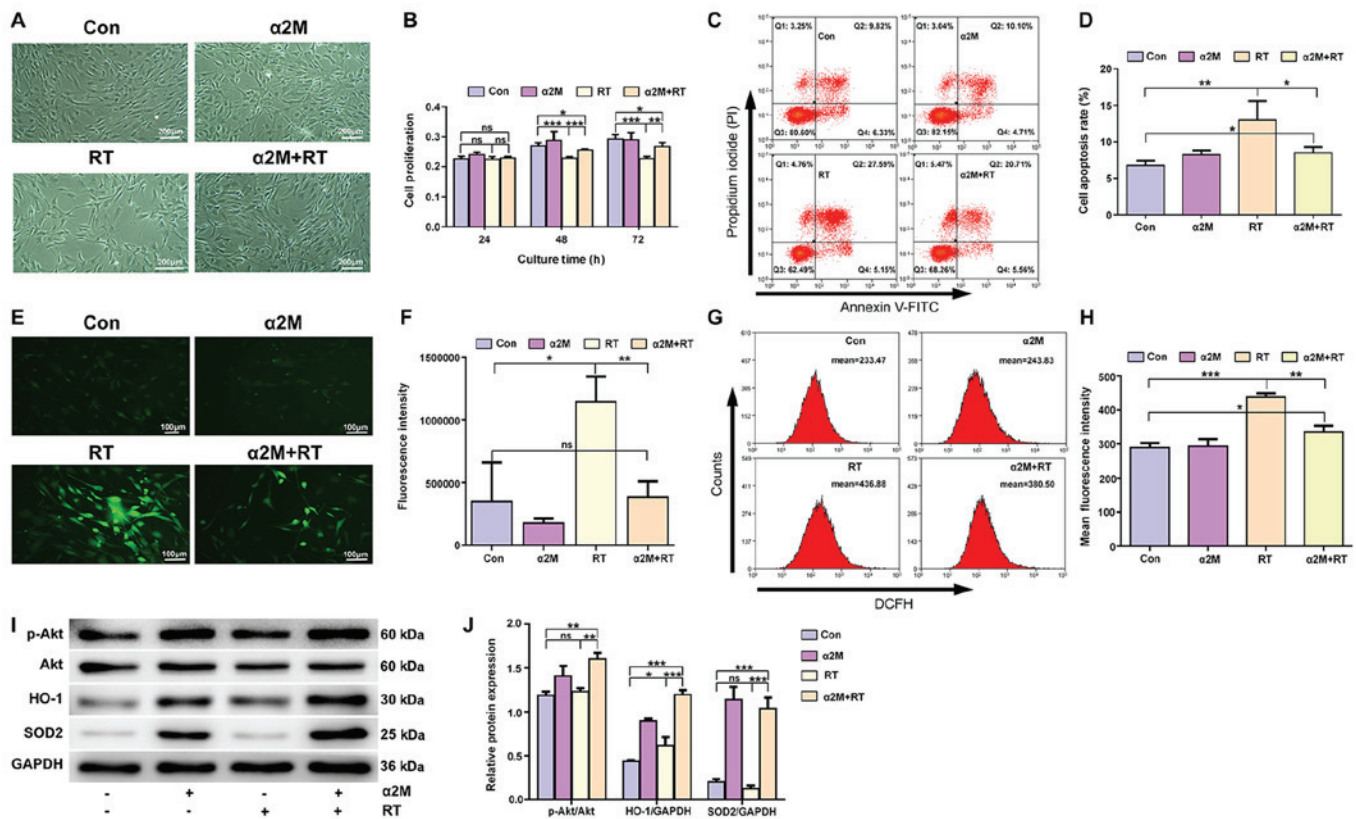 A
Con
α2M
200μm
200μm
RT
α2M+RT
200μm
200μm
B
Con α2M RT α2M+RT
Cell proliferation
0.4
0.3
0.2
0.1
0.0
ns
ns ns
*
*** ***
*
*** **
24 48 72
Culture time (h)
C
Q1: 3.25% Q2: 9.82%
Con
Q3: 80.60% Q4: 6.33%
Q1: 3.04% Q2: 10.10%
α2M
Q3: 82.15% Q4: 4.71%
Q1: 4.76% Q2: 27.59%
RT
Q3: 62.49% Q4: 5.15%
Q1: 5.47% Q2: 20.71%
α2M+RT
Q3: 68.26% Q4: 5.56%
Propidium iodide (PI)
Annexin V-FITC
D
Con α2M RT α2M+RT
Cell apoptosis rate (%)
20
15
10
5
0
** *
*
Con α2M RT α2M+RT
E
Con
α2M
100μm
100μm
RT
α2M+RT
100μm
100μm
F
Con α2M RT α2M+RT
Fluorescence intensity
1500000
1000000
500000
0
* **
ns
Con α2M RT α2M+RT
G
Con
mean=233.47
α2M
mean=243.83
RT
mean=436.88
α2M+RT
mean=380.50
Counts
DCFH
H
Con α2M RT α2M+RT
Mean fluorescence intensity
500
400
300
200
100
0
*** **
*
Con α2M RT α2M+RT
I
p-Akt 60 kDa
Akt 60 kDa
HO-1 30 kDa
SOD2 25 kDa
GAPDH 36 kDa
- + - + α2M
- - + + RT
J
Con
α2M
RT
α2M+RT
Relative protein expression
2.0
1.5
1.0
0.5
0.0
**
ns **
***
* ***
***
ns ***
p-Akt/Akt HO-1/GAPDH SOD2/GAPDH